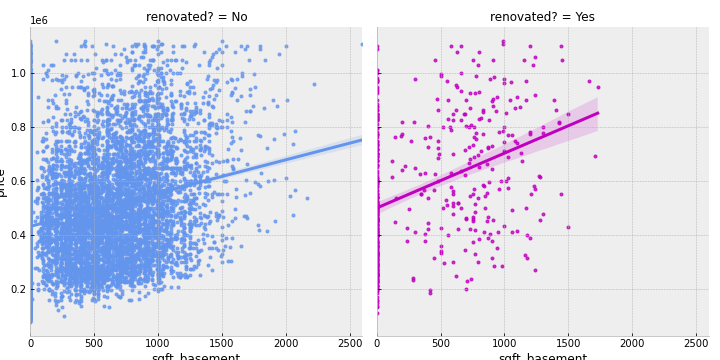 renovated? = No
renovated? = Yes
1e6
1.0
0.8
0.6
0.4
0.2
price
0 500 1000 1500 2000 2500
0 500 1000 1500 2000 2500
sqft_basement
sqft_basement